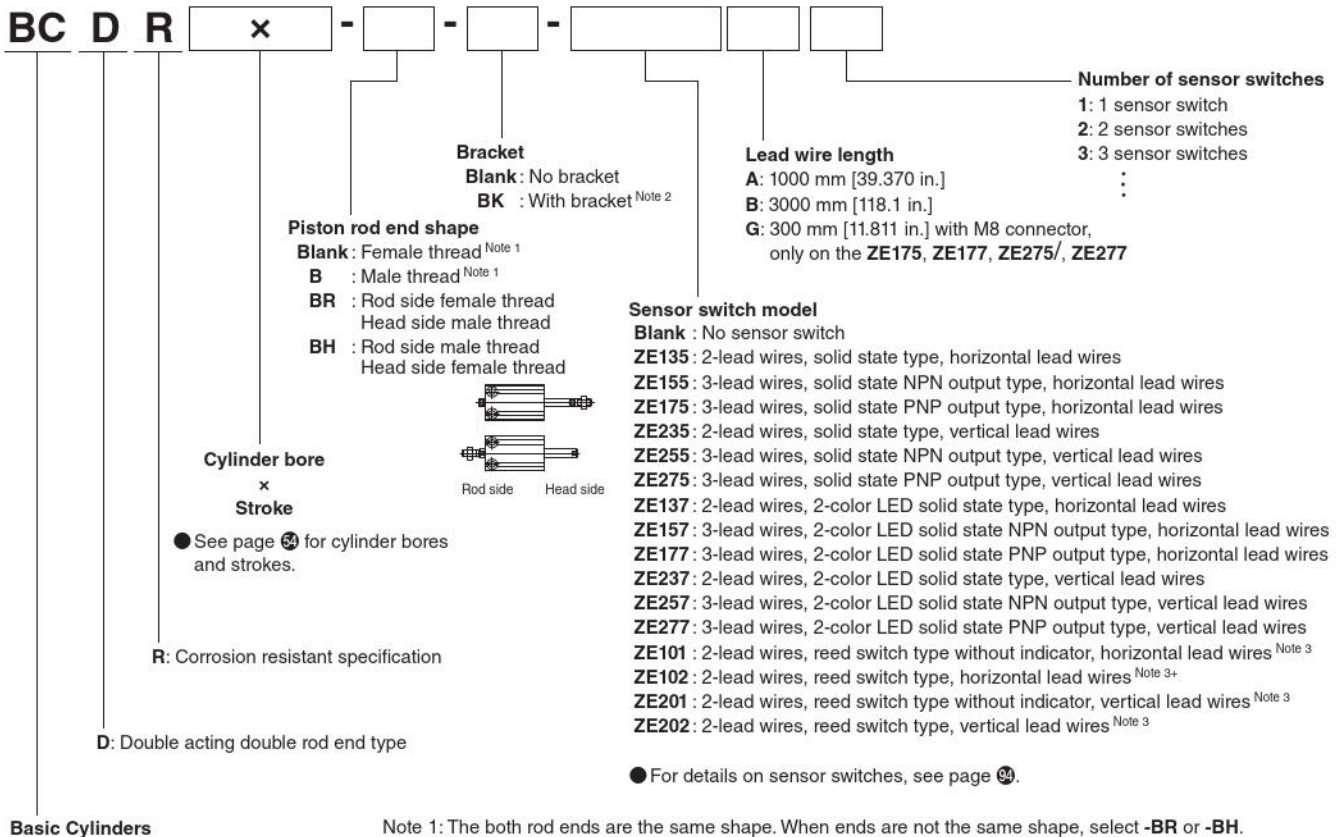 BC D R × - - -
Number of sensor switches
1: 1 sensor switch
2: 2 sensor switches
3: 3 sensor switches
⋮
Lead wire length
A: 1000 mm [39.370 in.]
B: 3000 mm [118.1 in.]
G: 300 mm [11.811 in.] with M8 connector,
only on the ZE175, ZE177, ZE275/, ZE277
Bracket
Blank: No bracket
BK : With bracket Note 2
Piston rod end shape
Blank: Female thread Note 1
B : Male thread Note 1
BR : Rod side female thread
Head side male thread
BH : Rod side male thread
Head side female thread
Rod side Head side
Sensor switch model
Blank : No sensor switch
ZE135: 2-lead wires, solid state type, horizontal lead wires
ZE155: 3-lead wires, solid state NPN output type, horizontal lead wires
ZE175: 3-lead wires, solid state PNP output type, horizontal lead wires
ZE235: 2-lead wires, solid state type, vertical lead wires
ZE255: 3-lead wires, solid state NPN output type, vertical lead wires
ZE275: 3-lead wires, solid state PNP output type, vertical lead wires
ZE137: 2-lead wires, 2-color LED solid state type, horizontal lead wires
ZE157: 3-lead wires, 2-color LED solid state NPN output type, horizontal lead wires
ZE177: 3-lead wires, 2-color LED solid state PNP output type, horizontal lead wires
ZE237: 2-lead wires, 2-color LED solid state type, vertical lead wires
ZE257: 3-lead wires, 2-color LED solid state NPN output type, vertical lead wires
ZE277: 3-lead wires, 2-color LED solid state PNP output type, vertical lead wires
ZE101: 2-lead wires, reed switch type without indicator, horizontal lead wires Note 3
ZE102: 2-lead wires, reed switch type, horizontal lead wires Note 3+
ZE201: 2-lead wires, reed switch type without indicator, vertical lead wires Note 3
ZE202: 2-lead wires, reed switch type, vertical lead wires Note 3
● For details on sensor switches, see page 94.
Cylinder bore
×
Stroke
● See page 54 for cylinder bores
and strokes.
R: Corrosion resistant specification
D: Double acting double rod end type
Basic Cylinders
Note 1: The both rod ends are the same shape. When ends are not the same shape, select -BR or -BH.